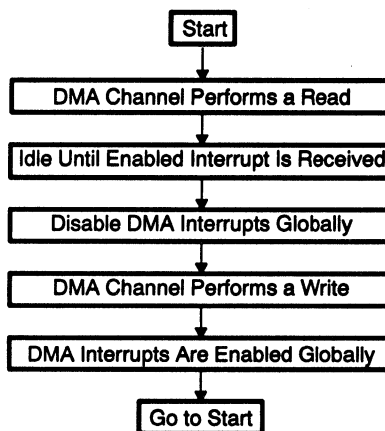 Start
DMA Channel Performs a Read
Idle Until Enabled Interrupt Is Received
Disable DMA Interrupts Globally
DMA Channel Performs a Write
DMA Interrupts Are Enabled Globally
Go to Start